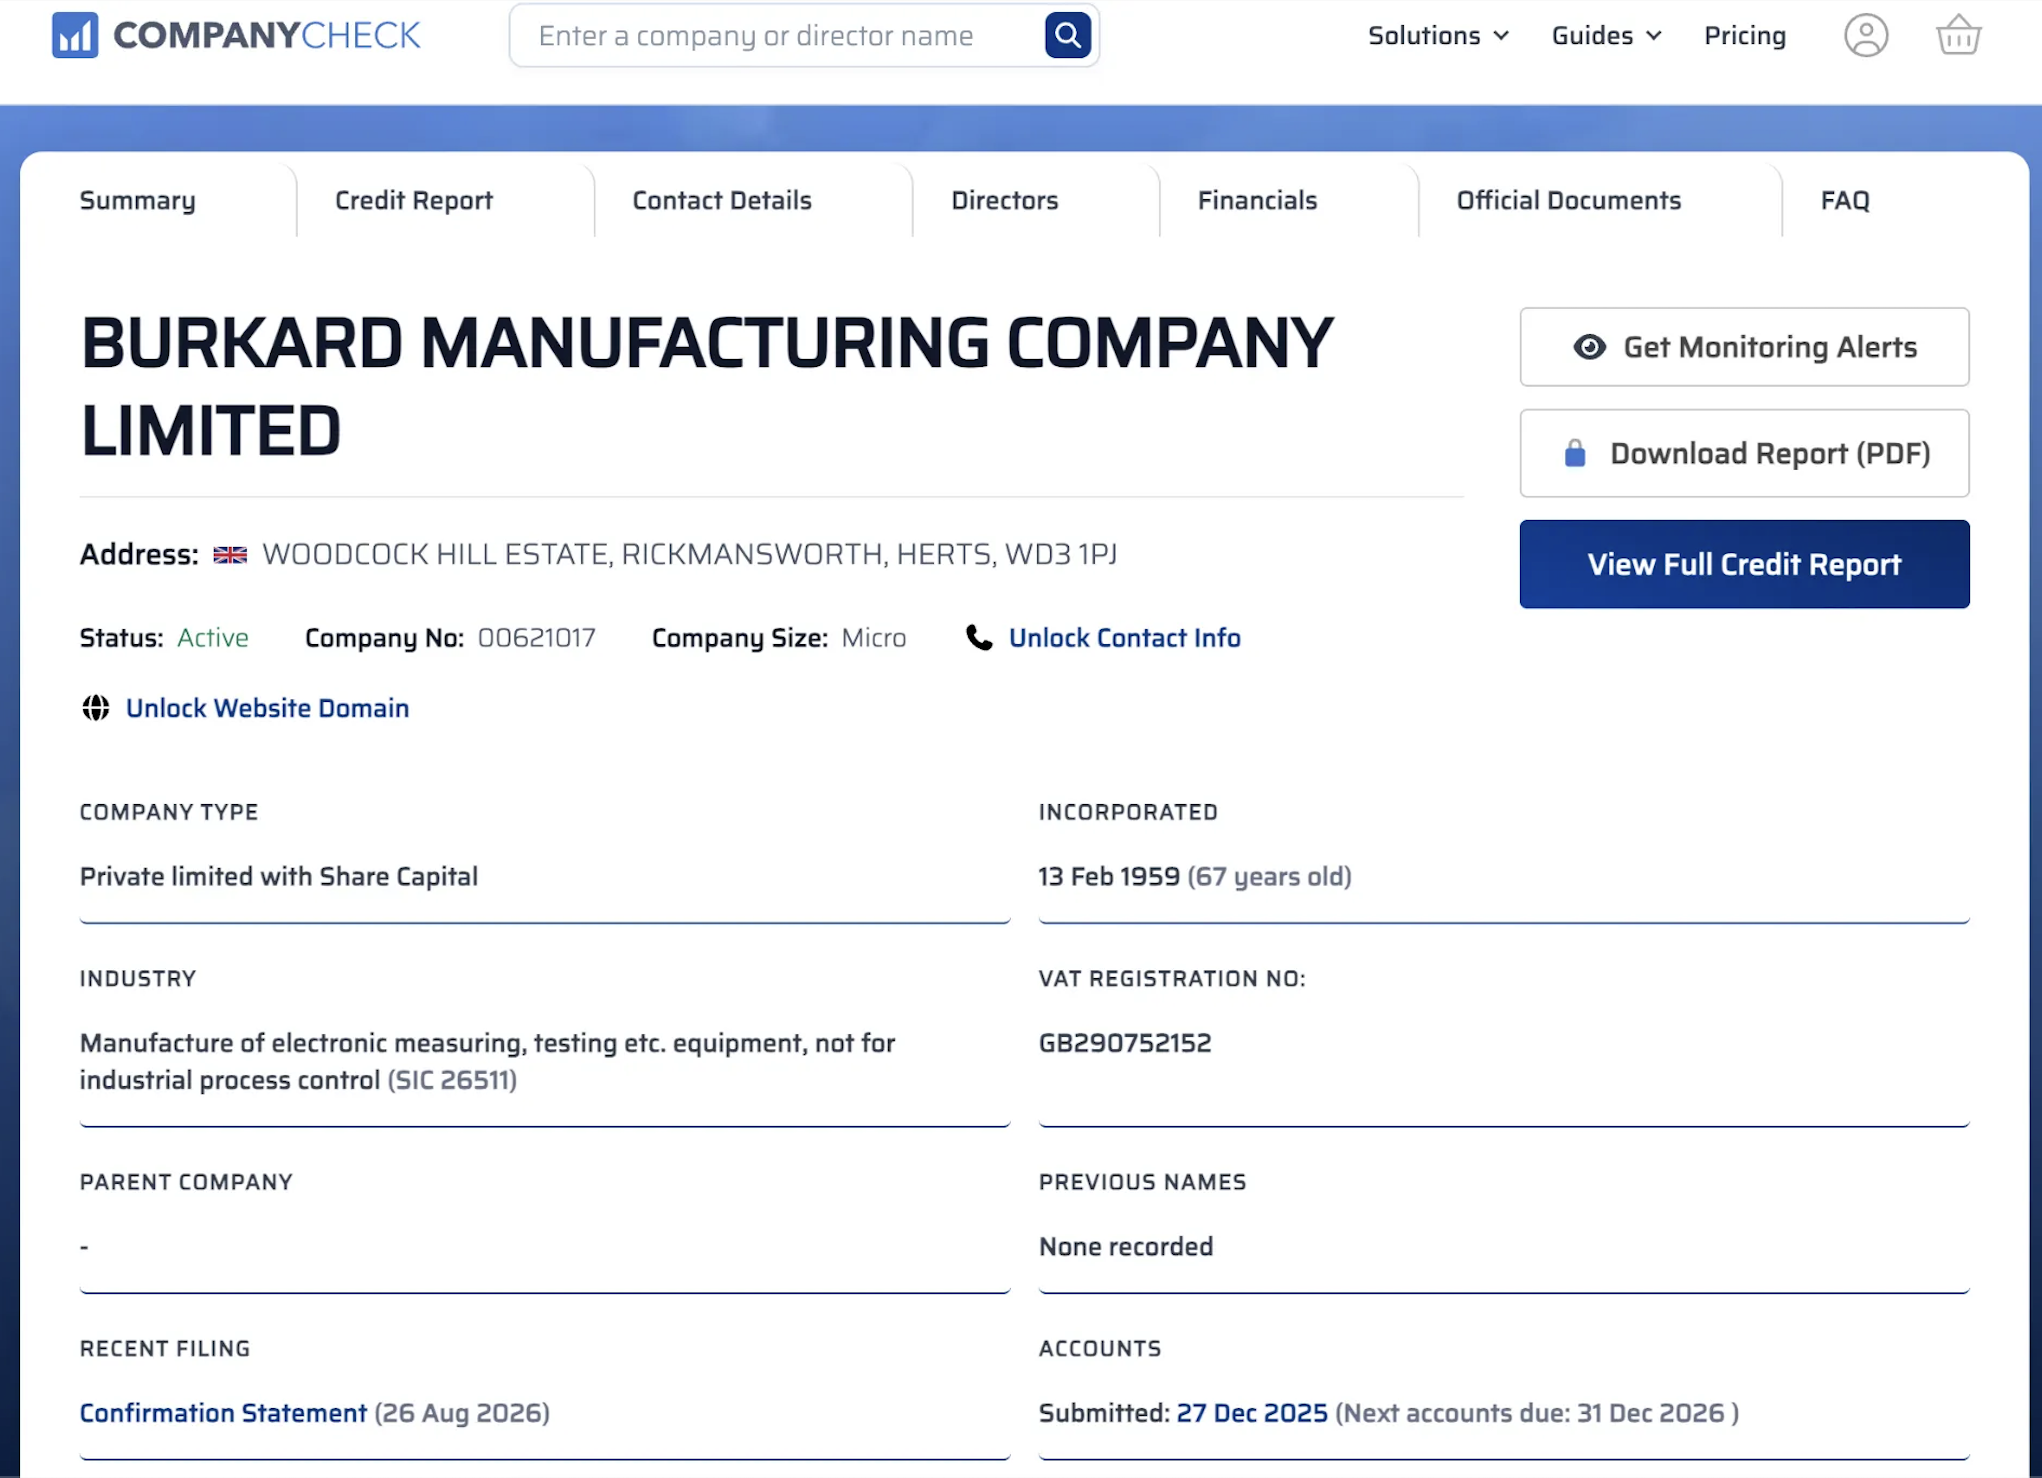 COMPANYCHECK
Enter a company or director name
Solutions
Guides
Pricing
Summary
Credit Report
Contact Details
Directors
Financials
Official Documents
FAQ
BURKARD MANUFACTURING COMPANY
LIMITED
Get Monitoring Alerts
Download Report (PDF)
View Full Credit Report
Address: WOODCOCK HILL ESTATE, RICKMANSWORTH, HERTS, WD3 1PJ
Status: Active Company No: 00621017 Company Size: Micro Unlock Contact Info
Unlock Website Domain
COMPANY TYPE
Private limited with Share Capital
INCORPORATED
13 Feb 1959 (67 years old)
INDUSTRY
Manufacture of electronic measuring, testing etc. equipment, not for
industrial process control (SIC 26511)
VAT REGISTRATION NO:
GB290752152
PARENT COMPANY
-
PREVIOUS NAMES
None recorded
RECENT FILING
Confirmation Statement (26 Aug 2026)
ACCOUNTS
Submitted: 27 Dec 2025 (Next accounts due: 31 Dec 2026 )